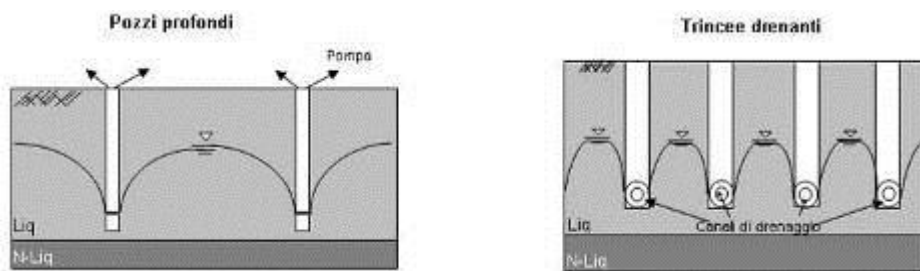 Pozzi profondi
Pompa
Liq
N-Liq
Trincee drenanti
Canali di drenaggio
Liq
N-Liq